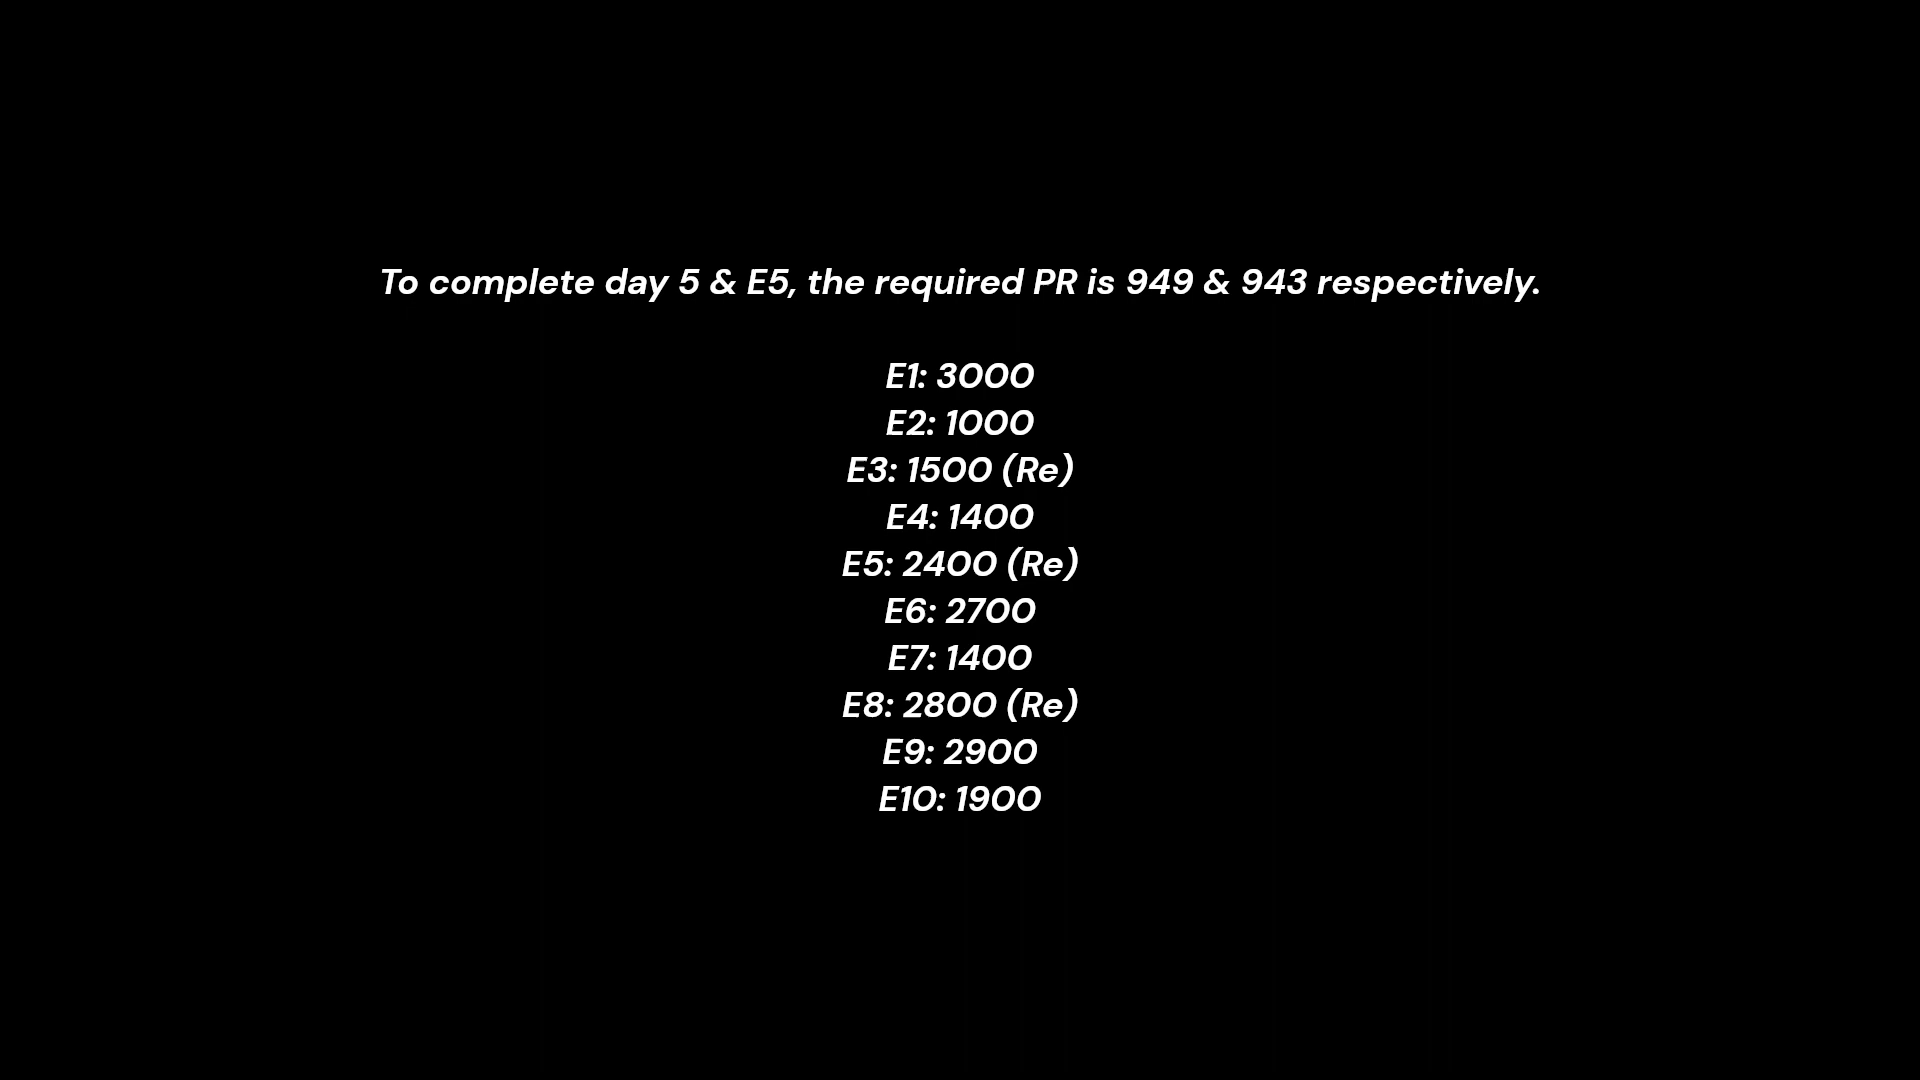 To complete day 5 & E5, the required PR is 949 & 943 respectively.
E1: 3000
E2: 1000
E3: 1500 (Re)
E4: 1400
E5: 2400 (Re)
E6: 2700
E7: 1400
E8: 2800 (Re)
E9: 2900
E10: 1900